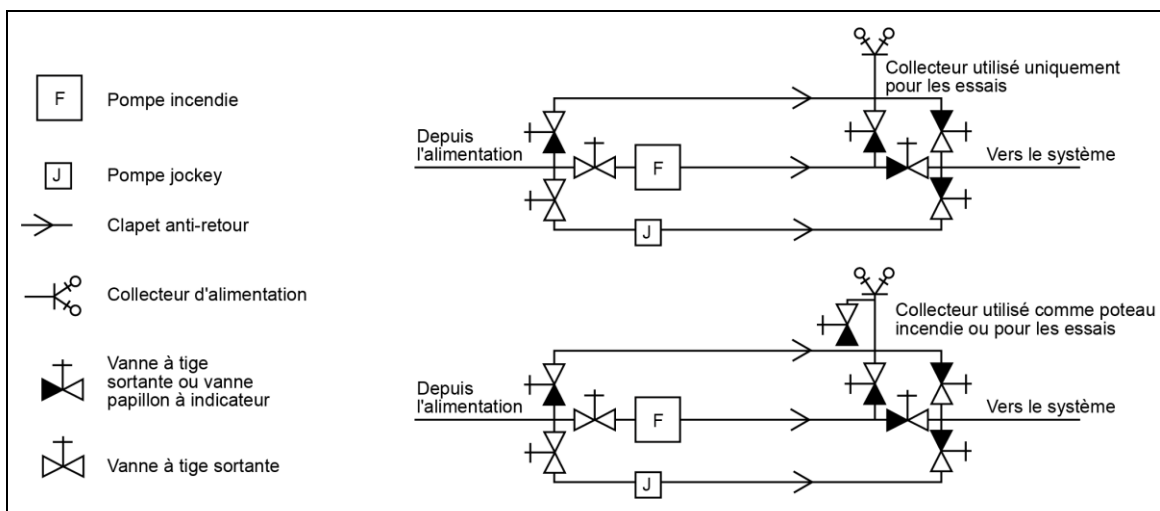 F
Pompe incendie
J
Pompe jockey
Clapet anti-retour
Collecteur d'alimentation
Vanne à tige
sortante ou vanne
papillon à indicateur
Vanne à tige sortante
Collecteur utilisé uniquement
pour les essais
Depuis
l'alimentation
F
Vers le système
J
Collecteur utilisé comme poteau
incendie ou pour les essais
Depuis
l'alimentation
F
Vers le système
J